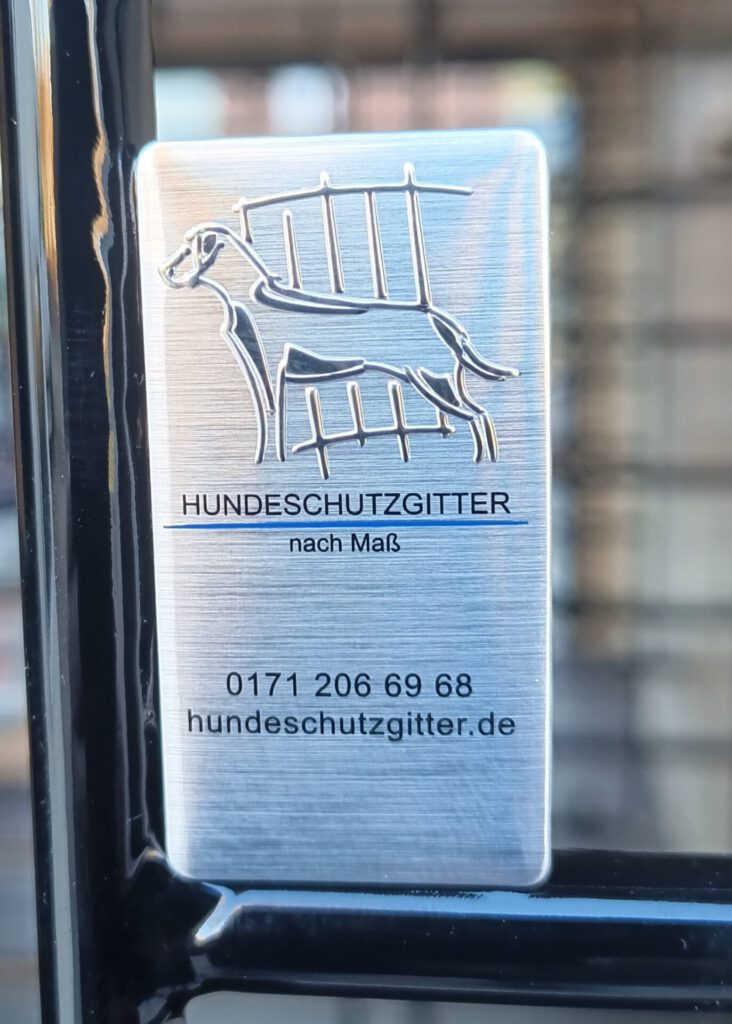 HUNDESCHUTZGITTER
nach Maß
0171 206 69 68
hundeschutzgitter.de